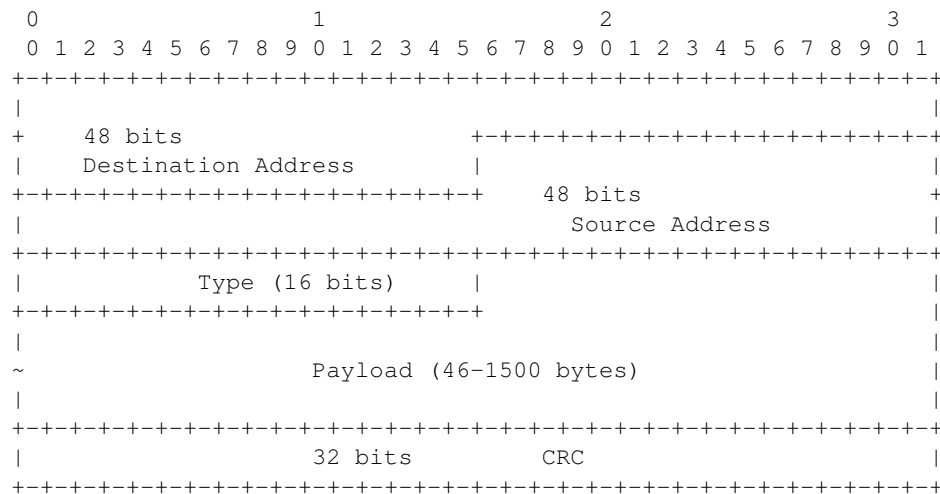 0 1 2 3
0 1 2 3 4 5 6 7 8 9 0 1 2 3 4 5 6 7 8 9 0 1 2 3 4 5 6 7 8 9 0 1
48 bits
Destination Address
48 bits
Source Address
Type (16 bits)
Payload (46-1500 bytes)
32 bits CRC